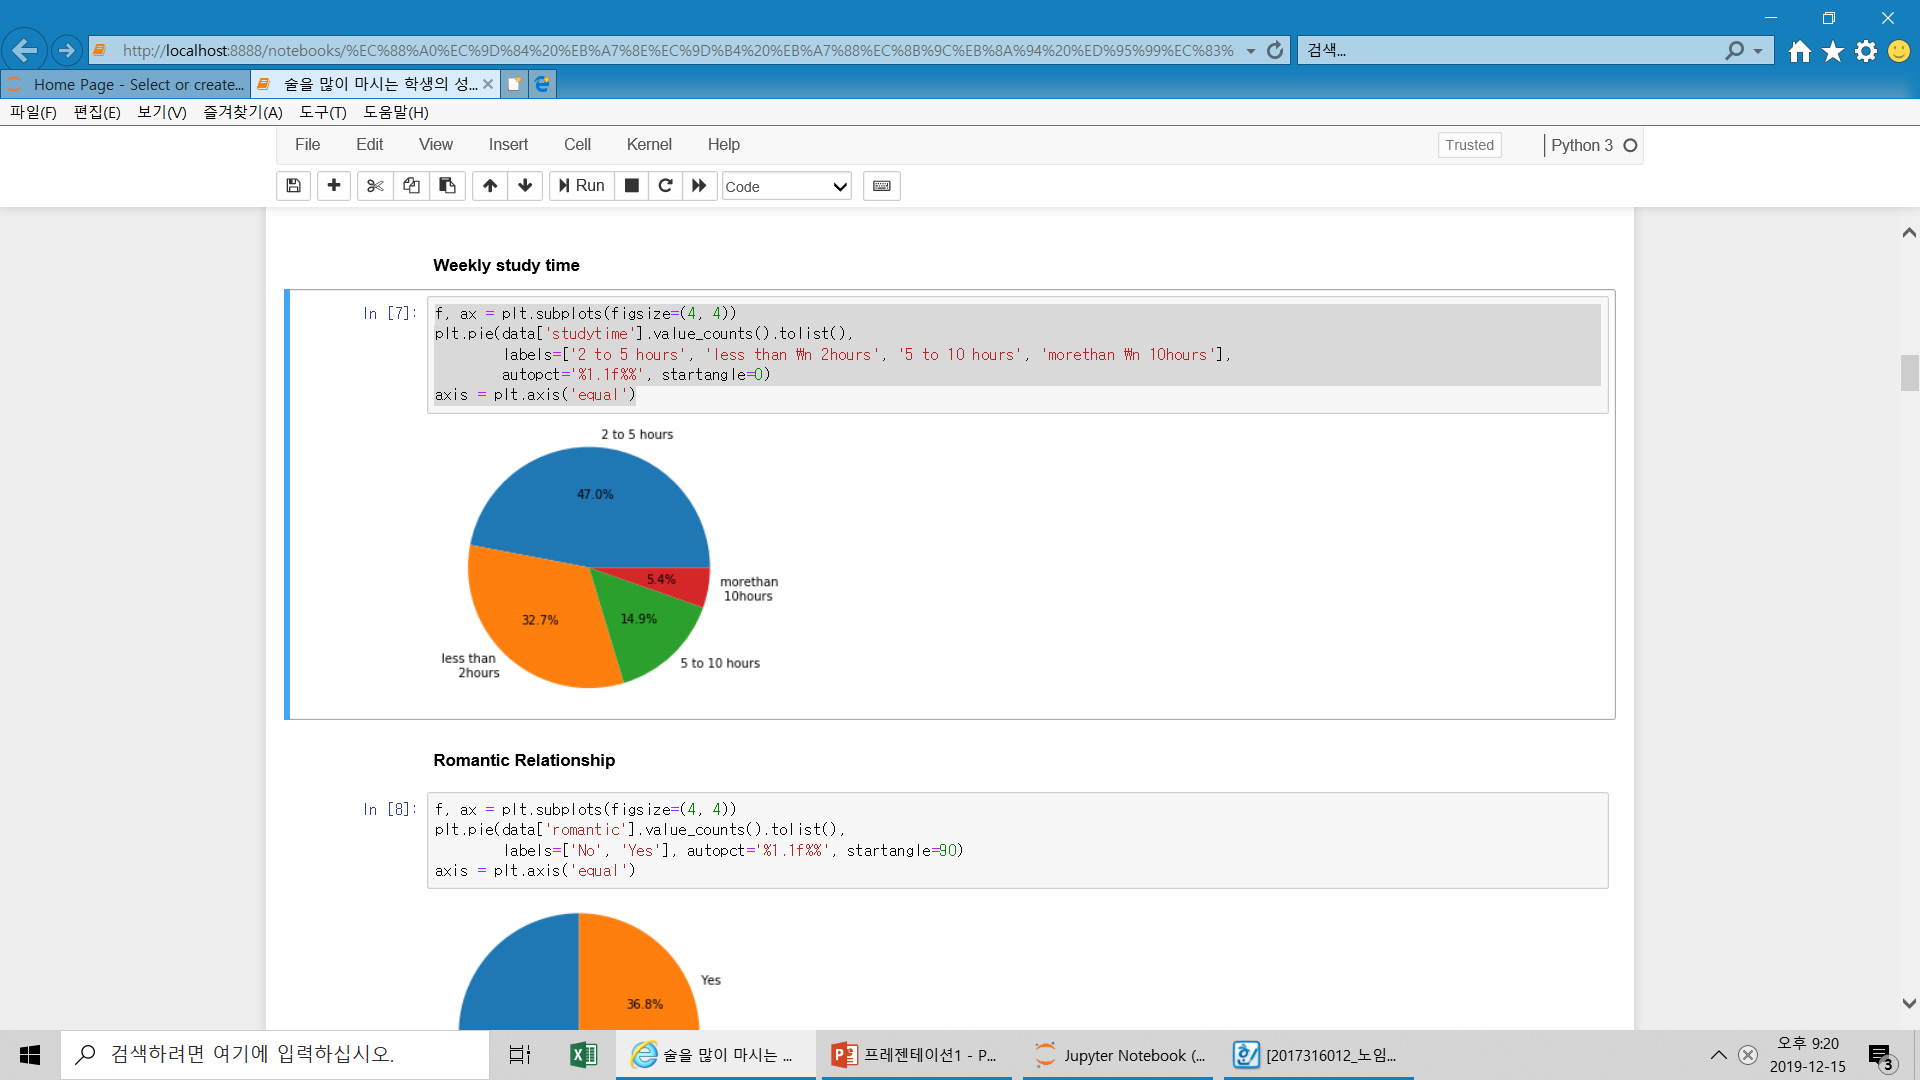 http://localhost:8888/notebooks/%EC%88%A0%EC%9D%84%20%EB%A7%8E%EC%9D%B4%20%EB%A7%88%EC%8B%9C%EB%8A%94%20%ED%95%99%EC%83%
검색...
Home Page - Select or create...
술을 많이 마시는 학생의 성...
파일(F) 편집(E) 보기(V) 즐겨찾기(A) 도구(T) 도움말(H)
File Edit View Insert Cell Kernel Help
Trusted
Python 3
Run
Code
Weekly study time
In [7]:
f, ax = plt.subplots(figsize=(4, 4))
plt.pie(data['studytime'].value_counts().tolist(),
labels=['2 to 5 hours', 'less than ₩n 2hours', '5 to 10 hours', 'morethan ₩n 10hours'],
autopct='%1.1f%%', startangle=0)
axis = plt.axis('equal')
2 to 5 hours
47.0%
5.4%
morethan
10hours
32.7%
14.9%
less than
2hours
5 to 10 hours
Romantic Relationship
In [8]:
f, ax = plt.subplots(figsize=(4, 4))
plt.pie(data['romantic'].value_counts().tolist(),
labels=['No', 'Yes'], autopct='%1.1f%%', startangle=90)
axis = plt.axis('equal')
Yes
36.8%
검색하려면 여기에 입력하십시오.
술을 많이 마시는 ...
프레젠테이션1 - P...
Jupyter Notebook (...
[2017316012_노임...
오후 9:20
2019-12-15
3